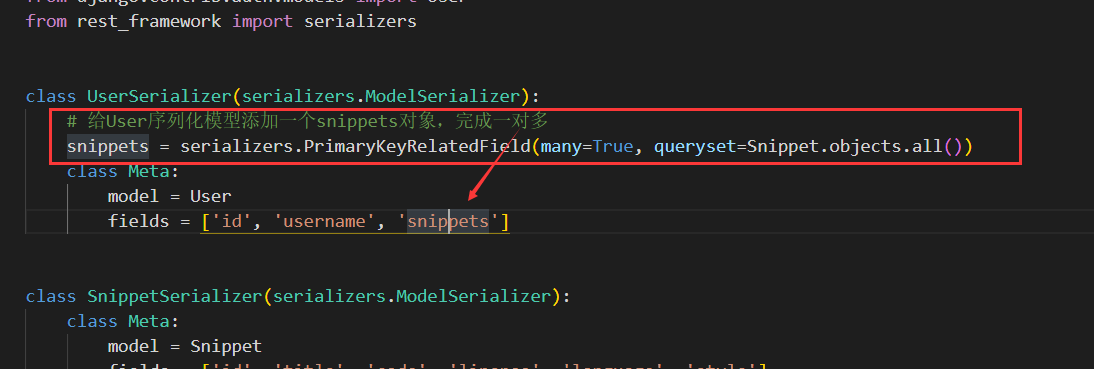 from django.contrib.auth.models import User
from rest_framework import serializers
class UserSerializer(serializers.ModelSerializer):
# 给User序列化模型添加一个snippets对象，完成一对多
snippets = serializers.PrimaryKeyRelatedField(many=True, queryset=Snippet.objects.all())
class Meta:
model = User
fields = ['id', 'username', 'snippets']
class SnippetSerializer(serializers.ModelSerializer):
class Meta:
model = Snippet
fields = ['id', 'title', 'code', 'linenos', 'language', 'style']